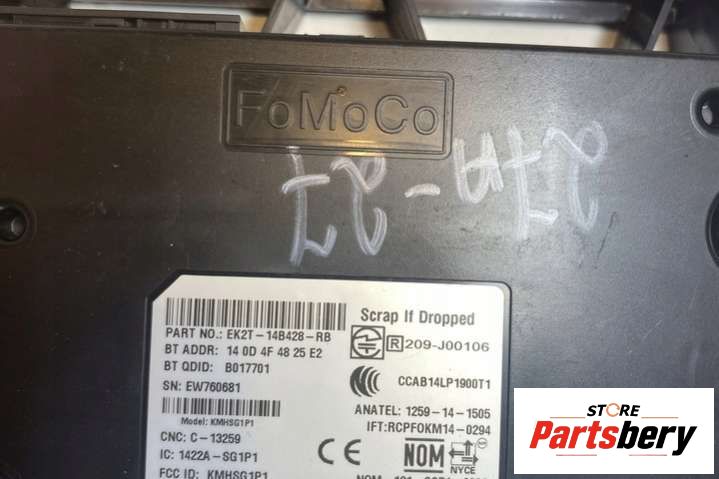 FoMoCo
27A-27
Scrap If Dropped
PART NO.: EK2T-14B428-RB
R 209-J00106
BT ADDR: 14 0D 4F 48 25 E2
BT QDID: B017701
CCAB14LP1900T1
SN: EW760681
ANATEL: 1259-14-1505
Model: KMHSG1P1
IFT:RCPFOKM14-0294
CNC: C-13259
CE
NOM
NYCE
IC: 1422A-SG1P1
FCC ID: KMHSG1P1
STORE
Partsbery